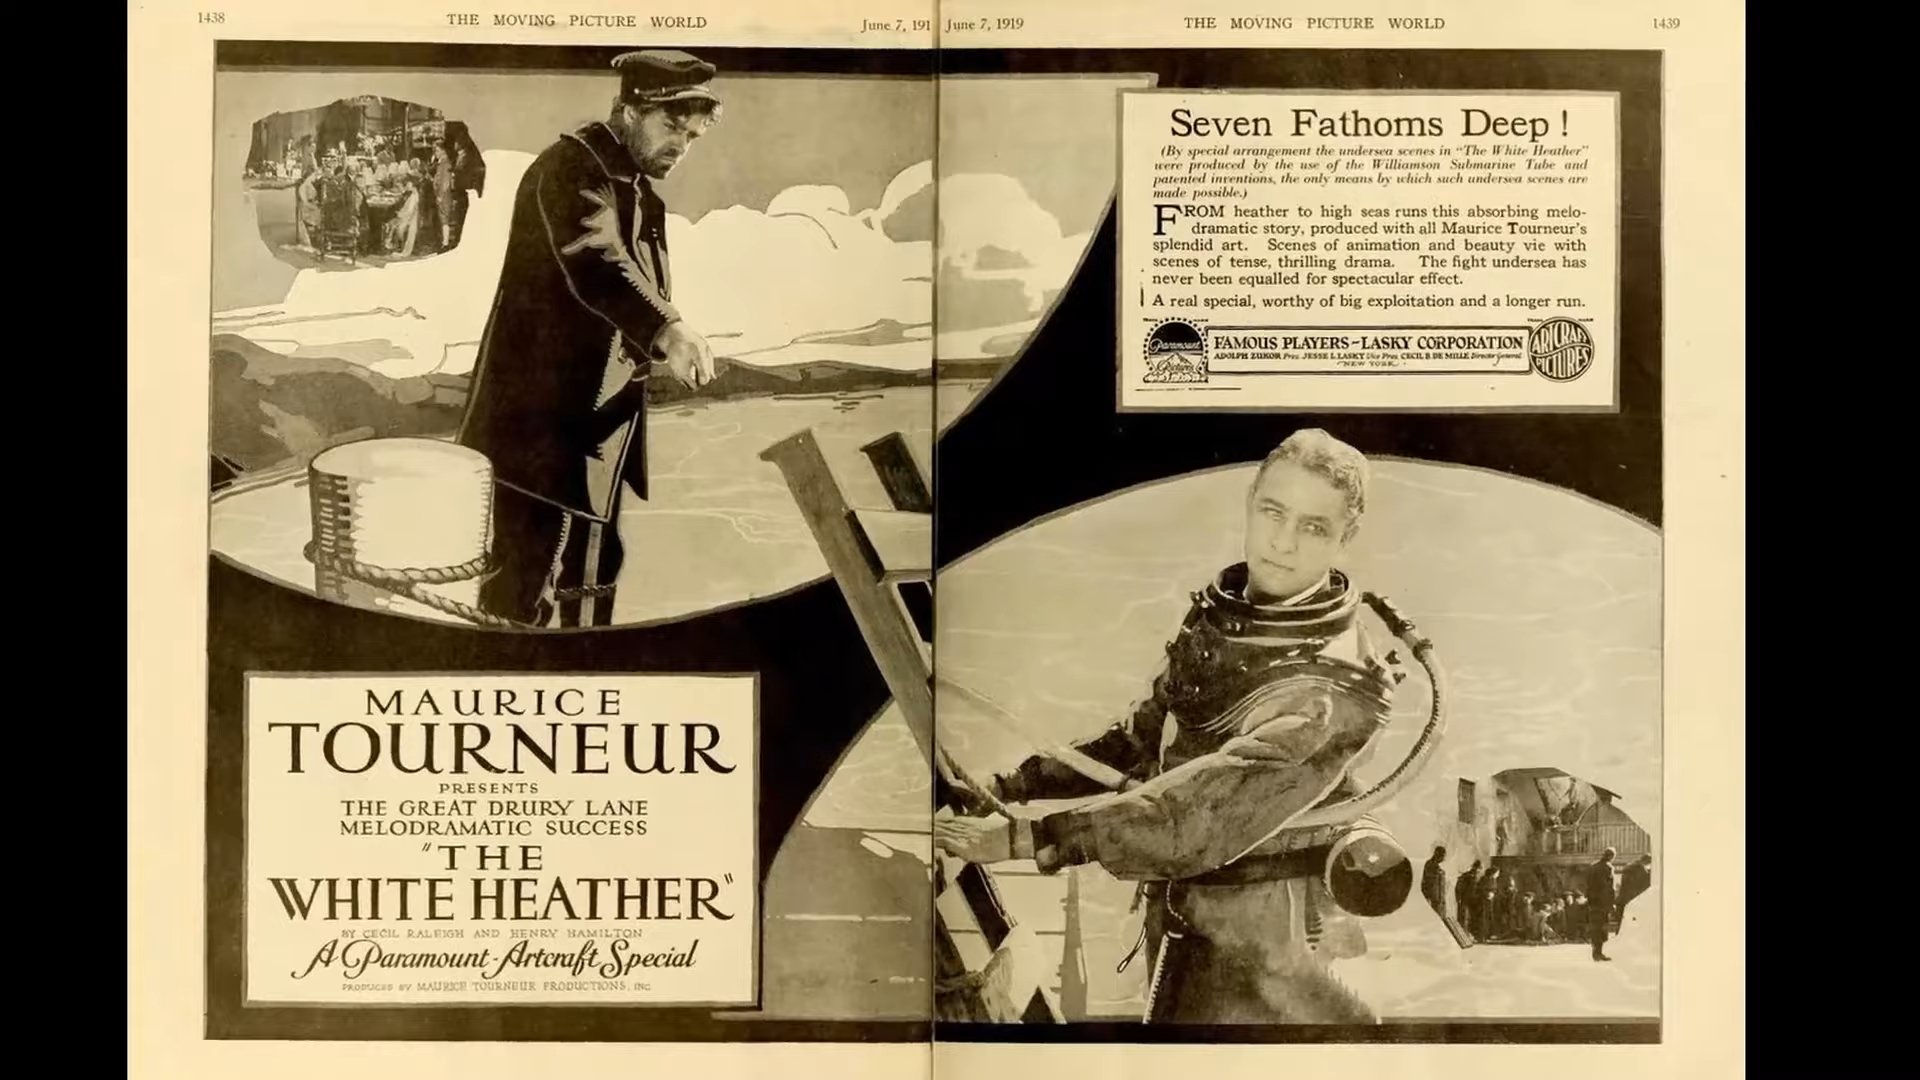 1438
THE MOVING PICTURE WORLD
June 7, 191
June 7, 1919
THE MOVING PICTURE WORLD
1439
Seven Fathoms Deep!
(By special arrangement the undersea scenes in "The White Heather"
were produced by the use of the Williamson Submarine Tube and
patented inventions, the only means by which such undersea scenes are
made possible.)
FROM heather to high seas runs this absorbing melo-
dramatic story, produced with all Maurice Tourneur's
splendid art. Scenes of animation and beauty vie with
scenes of tense, thrilling drama. The fight undersea has
never been equalled for spectacular effect.
A real special, worthy of big exploitation and a longer run.
Paramount
Pictures
FAMOUS PLAYERS-LASKY CORPORATION
ADOLPH ZUKOR Pres. JESSE L LASKY Vice Pres. CECIL B. DE MILLE Director General
NEW YORK
ARTCRAFT
PICTURES
MAURICE
TOURNEUR
PRESENTS
THE GREAT DRURY LANE
MELODRAMATIC SUCCESS
"THE
WHITE HEATHER"
BY CECIL RALEIGH AND HENRY HAMILTON
A Paramount-Artcraft Special
PRODUCED BY MAURICE TOURNEUR PRODUCTIONS, INC